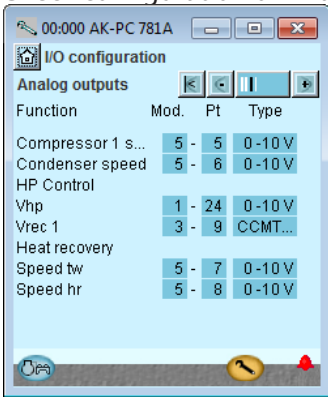 00:000 AK-PC 781A
I/O configuration
Analog outputs
Function Mod. Pt Type
Compressor 1 s... 5 - 5 0 -10 V
Condenser speed 5 - 6 0 -10 V
HP Control
Vhp 1 - 24 0 -10 V
Vrec 1 3 - 9 CCMT...
Heat recovery
Speed tw 5 - 7 0 -10 V
Speed hr 5 - 8 0 -10 V